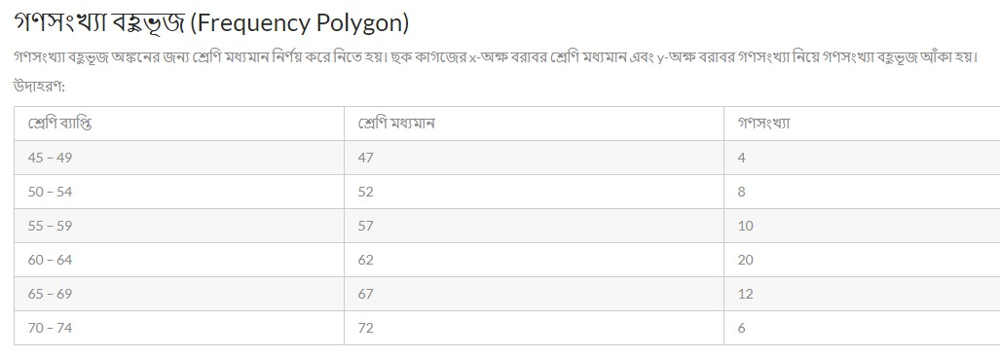 গণসংখ্যা বহুভূজ (Frequency Polygon)
গণসংখ্যা বহুভূজ অঙ্কনের জন্য শ্রেণি মধ্যমান নির্ণয় করে নিতে হয়। ছক কাগজের x-অক্ষ বরাবর শ্রেণি মধ্যমান এবং y-অক্ষ বরাবর গণসংখ্যা নিয়ে গণসংখ্যা বহুভূজ আঁকা হয়।
উদাহরণ:
শ্রেণি ব্যাপ্তি শ্রেণি মধ্যমান গণসংখ্যা
45 – 49 47 4
50 – 54 52 8
55 – 59 57 10
60 – 64 62 20
65 – 69 67 12
70 – 74 72 6